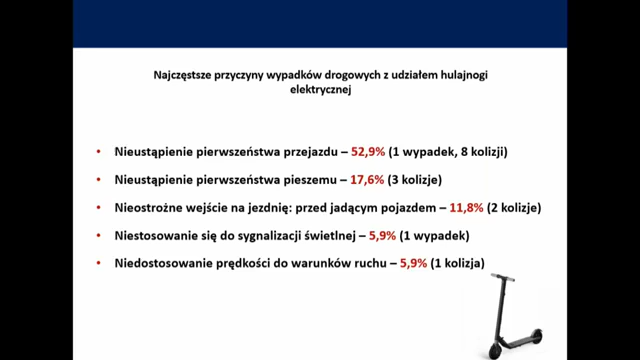 Najczęstsze przyczyny wypadków drogowych z udziałem hulajnogi
elektrycznej
• Nieustąpienie pierwszeństwa przejazdu – 52,9% (1 wypadek, 8 kolizji)
• Nieustąpienie pierwszeństwa pieszemu – 17,6% (3 kolizje)
• Nieostrożne wejście na jezdnię: przed jadącym pojazdem – 11,8% (2 kolizje)
• Niestosowanie się do sygnalizacji świetlnej – 5,9% (1 wypadek)
• Niedostosowanie prędkości do warunków ruchu – 5,9% (1 kolizja)